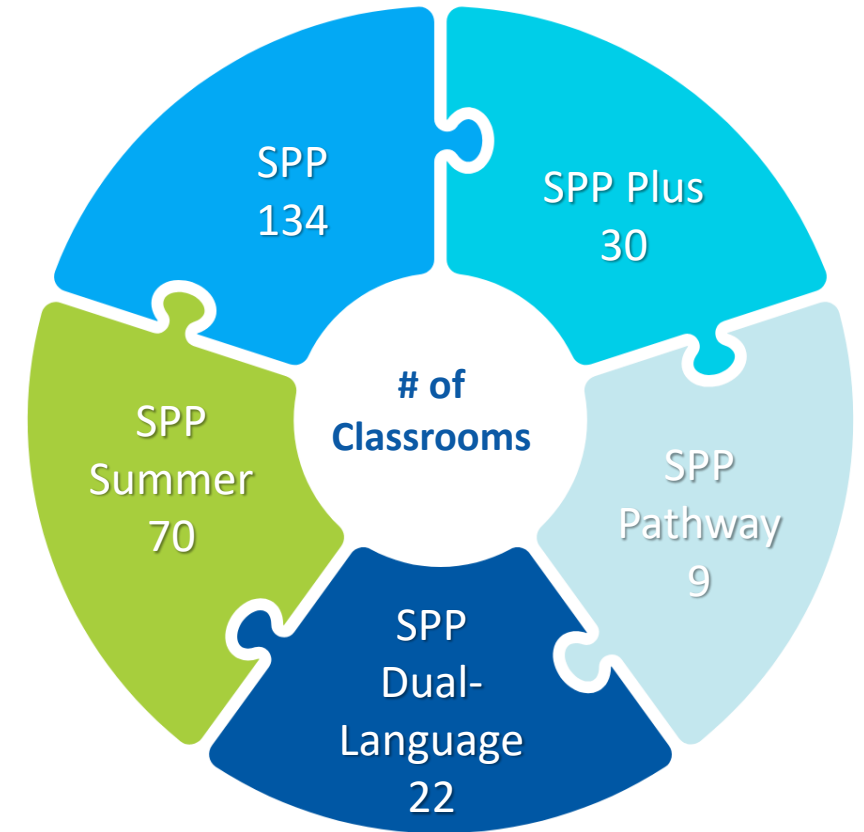 SPP
134
SPP Plus
30
# of
Classrooms
SPP
Summer
70
SPP
Pathway
9
SPP
Dual-
Language
22